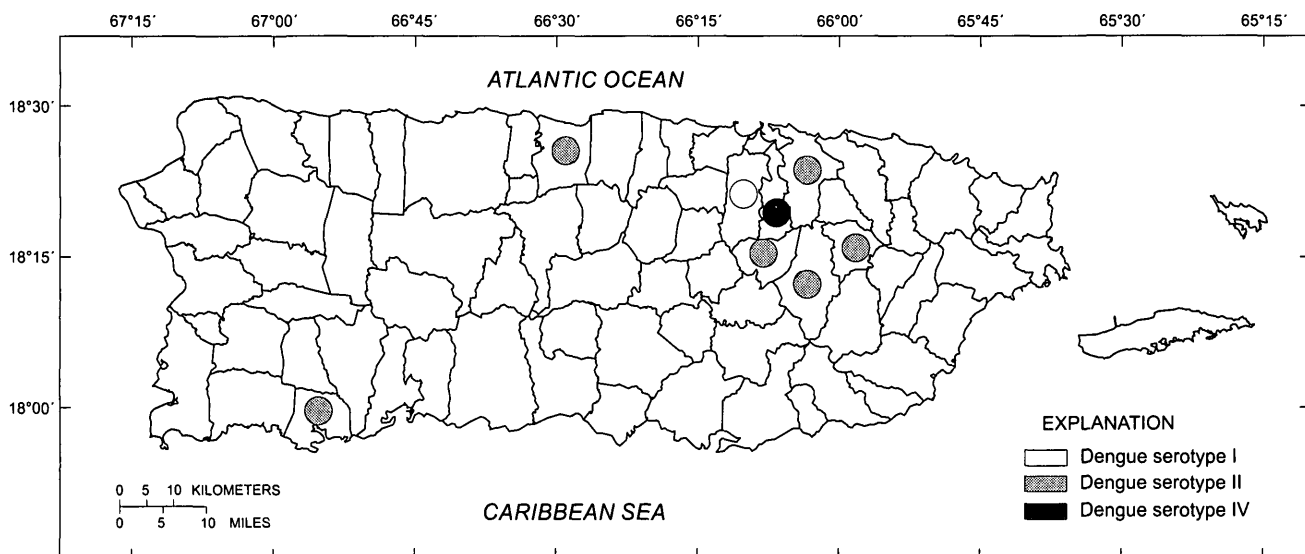 67°15' 67°00' 66°45' 66°30' 66°15' 66°00' 65°45' 65°30' 65°15'
ATLANTIC OCEAN
18°30'
18°15'
18°00'
EXPLANATION
Dengue serotype I
Dengue serotype II
Dengue serotype IV
0 5 10 KILOMETERS
0 5 10 MILES
CARIBBEAN SEA